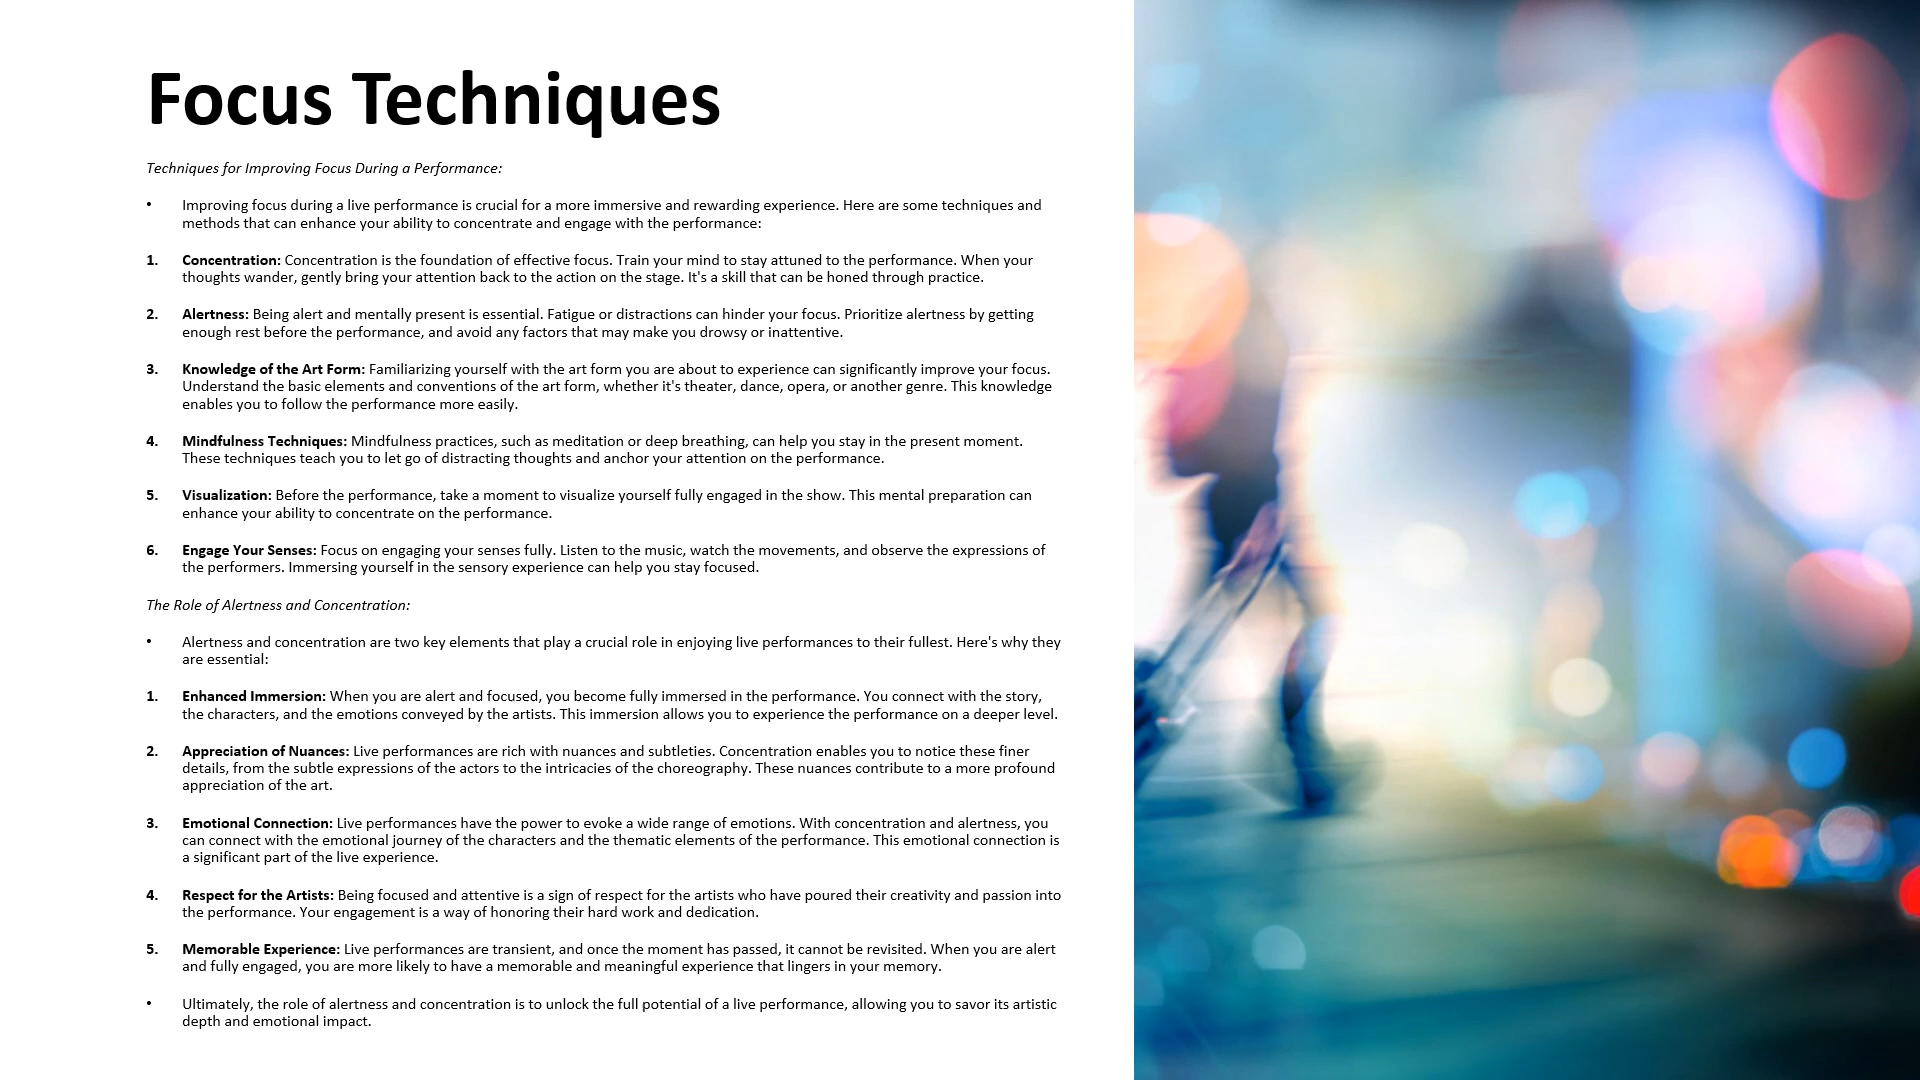 Focus Techniques
Techniques for Improving Focus During a Performance:
• Improving focus during a live performance is crucial for a more immersive and rewarding experience. Here are some techniques and
methods that can enhance your ability to concentrate and engage with the performance:
1. Concentration: Concentration is the foundation of effective focus. Train your mind to stay attuned to the performance. When your
thoughts wander, gently bring your attention back to the action on the stage. It's a skill that can be honed through practice.
2. Alertness: Being alert and mentally present is essential. Fatigue or distractions can hinder your focus. Prioritize alertness by getting
enough rest before the performance, and avoid any factors that may make you drowsy or inattentive.
3. Knowledge of the Art Form: Familiarizing yourself with the art form you are about to experience can significantly improve your focus.
Understand the basic elements and conventions of the art form, whether it's theater, dance, opera, or another genre. This knowledge
enables you to follow the performance more easily.
4. Mindfulness Techniques: Mindfulness practices, such as meditation or deep breathing, can help you stay in the present moment.
These techniques teach you to let go of distracting thoughts and anchor your attention on the performance.
5. Visualization: Before the performance, take a moment to visualize yourself fully engaged in the show. This mental preparation can
enhance your ability to concentrate on the performance.
6. Engage Your Senses: Focus on engaging your senses fully. Listen to the music, watch the movements, and observe the expressions of
the performers. Immersing yourself in the sensory experience can help you stay focused.
The Role of Alertness and Concentration:
• Alertness and concentration are two key elements that play a crucial role in enjoying live performances to their fullest. Here's why they
are essential:
1. Enhanced Immersion: When you are alert and focused, you become fully immersed in the performance. You connect with the story,
the characters, and the emotions conveyed by the artists. This immersion allows you to experience the performance on a deeper level.
2. Appreciation of Nuances: Live performances are rich with nuances and subtleties. Concentration enables you to notice these finer
details, from the subtle expressions of the actors to the intricacies of the choreography. These nuances contribute to a more profound
appreciation of the art.
3. Emotional Connection: Live performances have the power to evoke a wide range of emotions. With concentration and alertness, you
can connect with the emotional journey of the characters and the thematic elements of the performance. This emotional connection is
a significant part of the live experience.
4. Respect for the Artists: Being focused and attentive is a sign of respect for the artists who have poured their creativity and passion into
the performance. Your engagement is a way of honoring their hard work and dedication.
5. Memorable Experience: Live performances are transient, and once the moment has passed, it cannot be revisited. When you are alert
and fully engaged, you are more likely to have a memorable and meaningful experience that lingers in your memory.
• Ultimately, the role of alertness and concentration is to unlock the full potential of a live performance, allowing you to savor its artistic
depth and emotional impact.